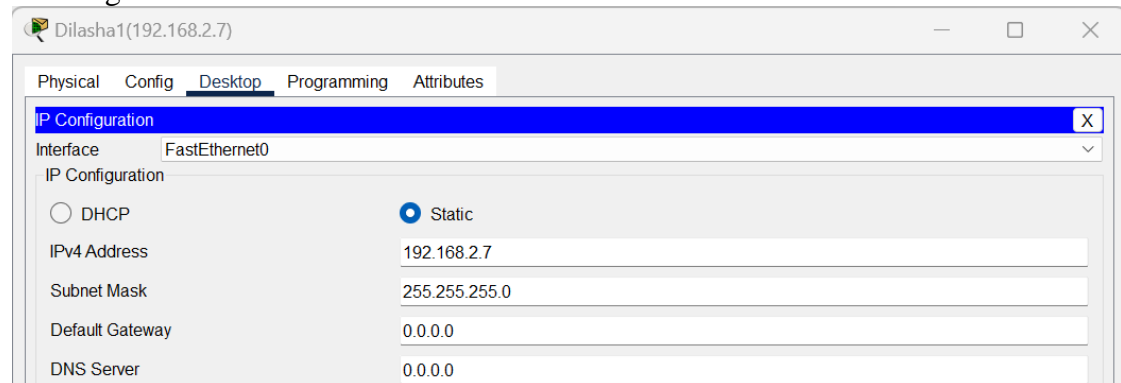 Dilasha1(192.168.2.7)
Physical Config Desktop Programming Attributes
IP Configuration X
Interface FastEthernet0
IP Configuration
DHCP Static
IPv4 Address 192.168.2.7
Subnet Mask 255.255.255.0
Default Gateway 0.0.0.0
DNS Server 0.0.0.0